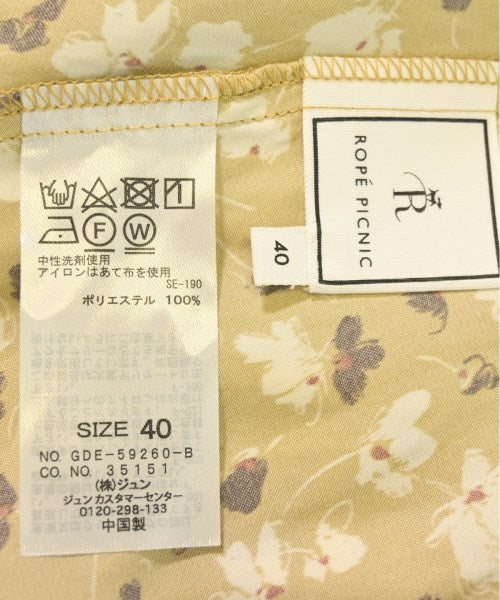 中性洗剤使用
アイロンはあて布を使用
SE-190
ポリエステル 100%
SIZE 40
NO. GDE-59260-B
CO. NO. 35151
(株)ジュン
ジュンカスタマーセンター
0120-298-133
中国製
40
R
ROPÉ PICNIC
F
W